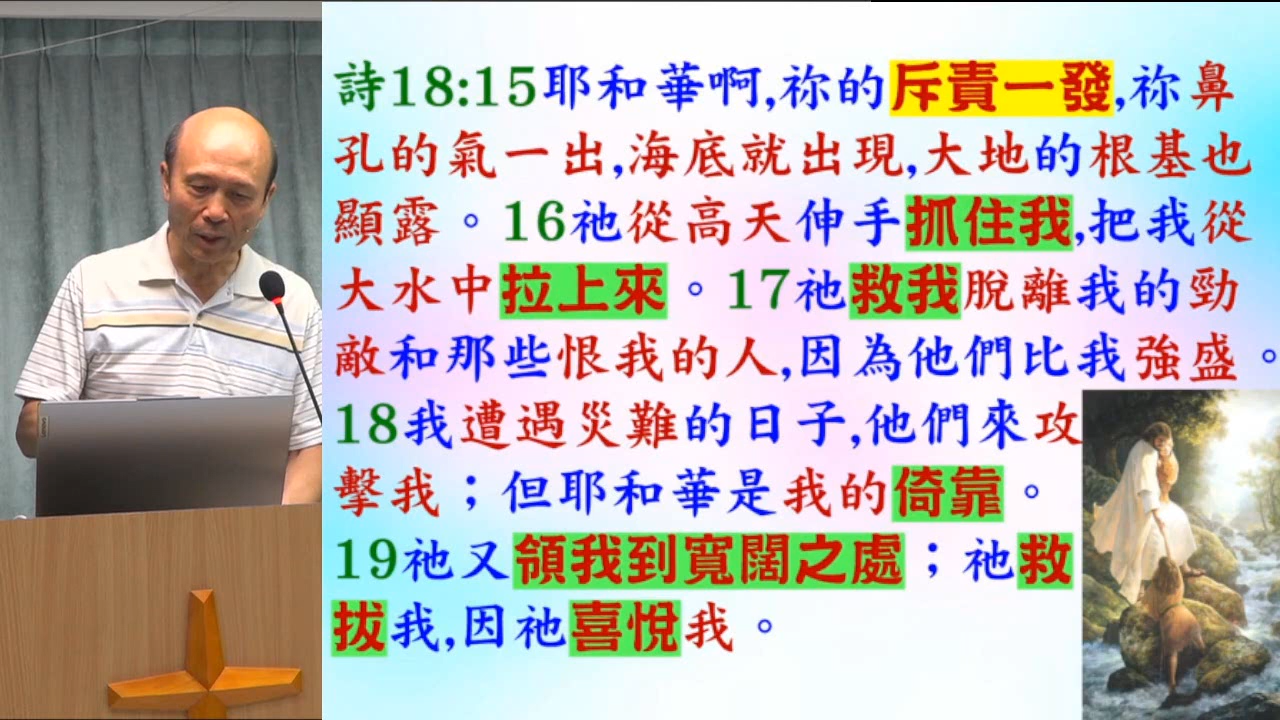 詩18:15耶和華啊,祢的斥責一發,祢鼻
孔的氣一出,海底就出現,大地的根基也
顯露。16祂從高天伸手抓住我,把我從
大水中拉上來。17祂救我脫離我的勁
敵和那些恨我的人,因為他們比我強盛。
18我遭遇災難的日子,他們來攻
擊我；但耶和華是我的倚靠。
19祂又領我到寬闊之處；祂救
拔我,因祂喜悅我。